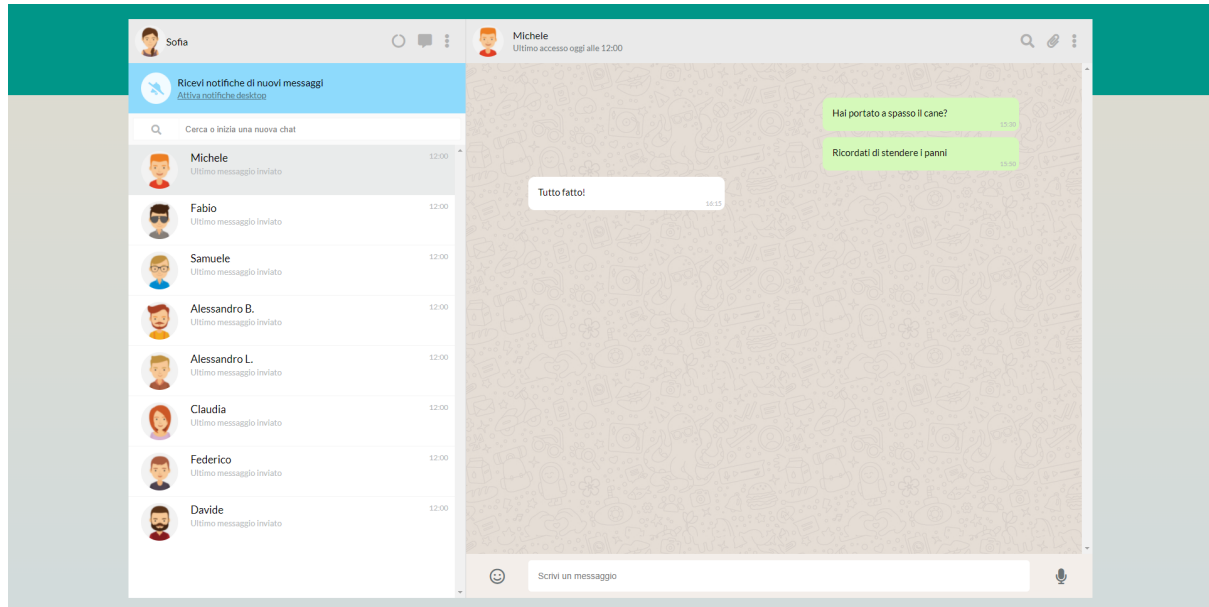 Sofia
Michele
Ultimo accesso oggi alle 12:00
Ricevi notifiche di nuovi messaggi
Attiva notifiche desktop
Cerca o inizia una nuova chat
Michele 12:00
Ultimo messaggio inviato
Fabio 12:00
Ultimo messaggio inviato
Samuele 12:00
Ultimo messaggio inviato
Alessandro B. 12:00
Ultimo messaggio inviato
Alessandro L. 12:00
Ultimo messaggio inviato
Claudia 12:00
Ultimo messaggio inviato
Federico 12:00
Ultimo messaggio inviato
Davide 12:00
Ultimo messaggio inviato
Hai portato a spasso il cane?
15:30
Ricordati di stendere i panni
15:50
Tutto fatto!
16:15
Scrivi un messaggio